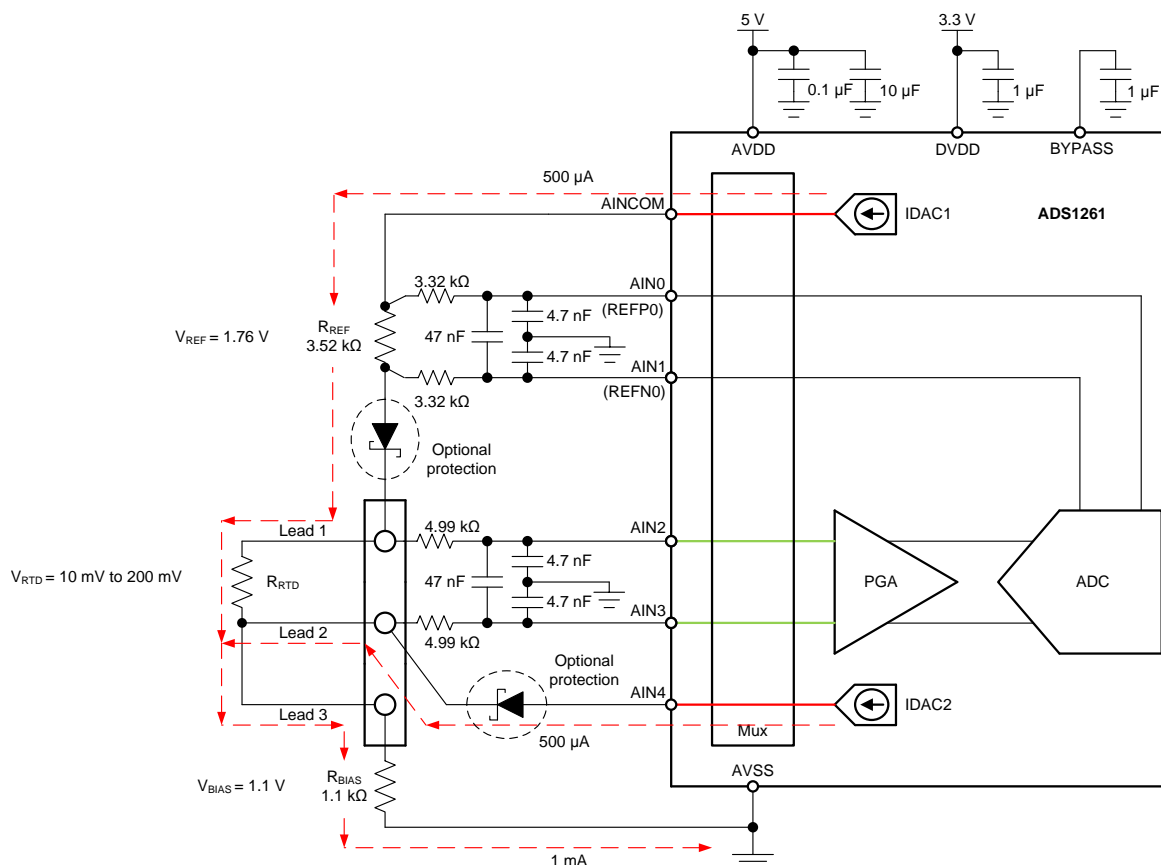 5 V
3.3 V
0.1 µF
10 µF
1 µF
1 µF
AVDD
DVDD
BYPASS
500 µA
AINCOM
IDAC1
ADS1261
3.32 kΩ
AIN0
(REFP0)
VREF = 1.76 V
RREF
3.52 kΩ
47 nF
4.7 nF
4.7 nF
AIN1
(REFN0)
3.32 kΩ
Optional
protection
Lead 1
4.99 kΩ
AIN2
VRTD = 10 mV to 200 mV
RRTD
47 nF
4.7 nF
4.7 nF
PGA
ADC
Lead 2
4.99 kΩ
AIN3
Optional
protection
AIN4
IDAC2
Lead 3
500 µA
Mux
VBIAS = 1.1 V
RBIAS
1.1 kΩ
AVSS
1 mA